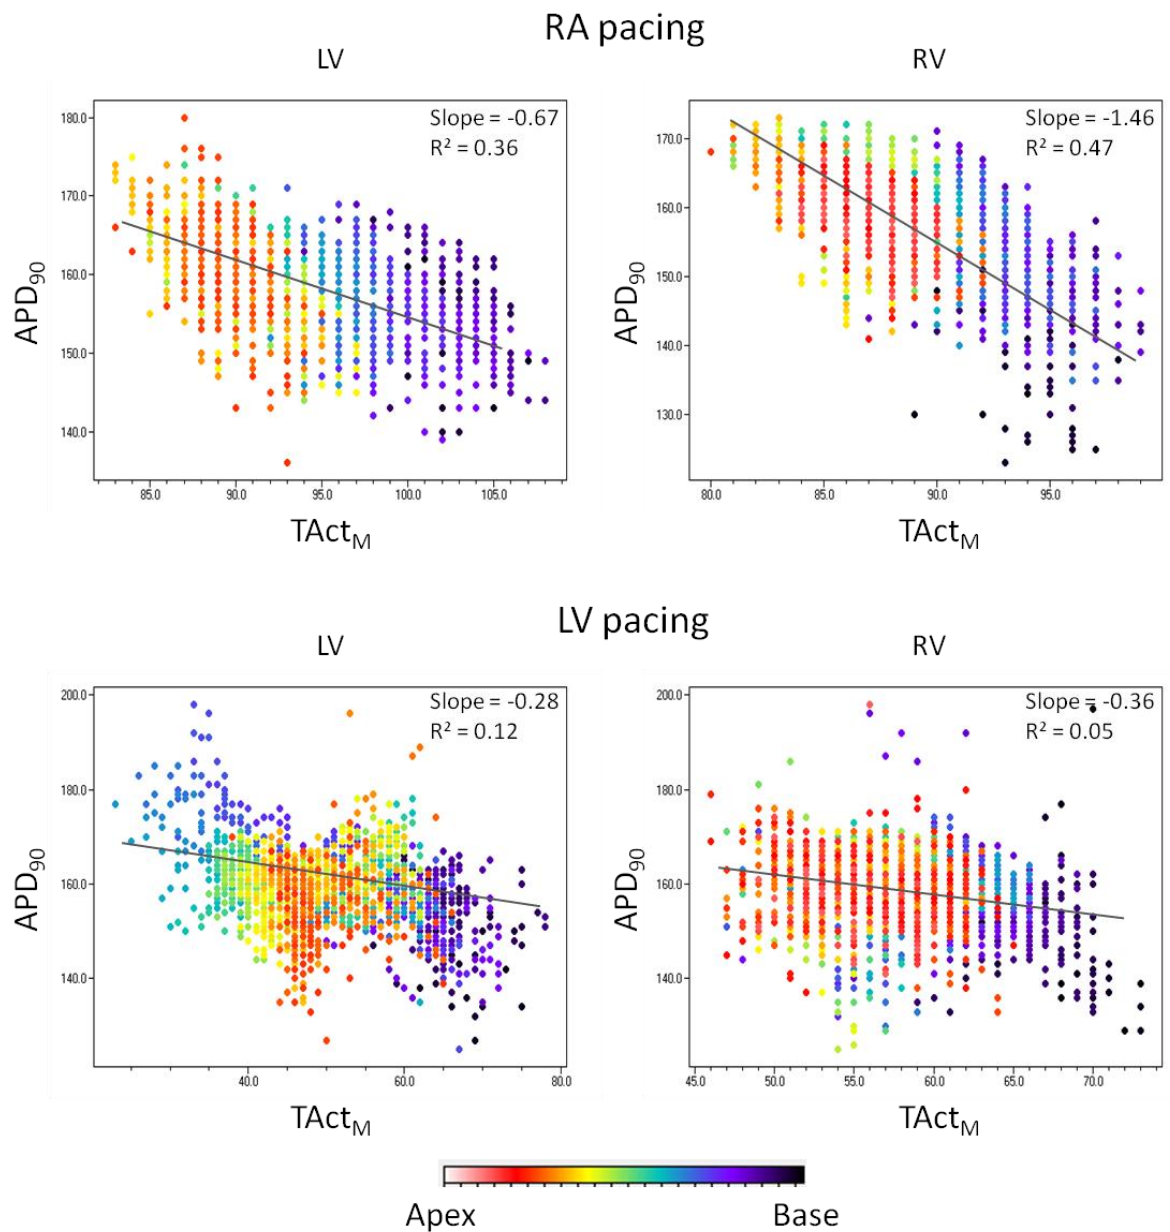 RA pacing
LV
RV
Slope = -0.67
R² = 0.36
Slope = -1.46
R² = 0.47
APD90
180.0
170.0
160.0
150.0
140.0
85.0 90.0 95.0 100.0 105.0
TActM
APD90
170.0
160.0
150.0
140.0
130.0
80.0 85.0 90.0 95.0
TActM
LV pacing
LV
RV
Slope = -0.28
R² = 0.12
Slope = -0.36
R² = 0.05
APD90
200.0
180.0
160.0
140.0
40.0 60.0 80.0
TActM
APD90
200.0
180.0
160.0
140.0
45.0 50.0 55.0 60.0 65.0 70.0
TActM
Apex Base